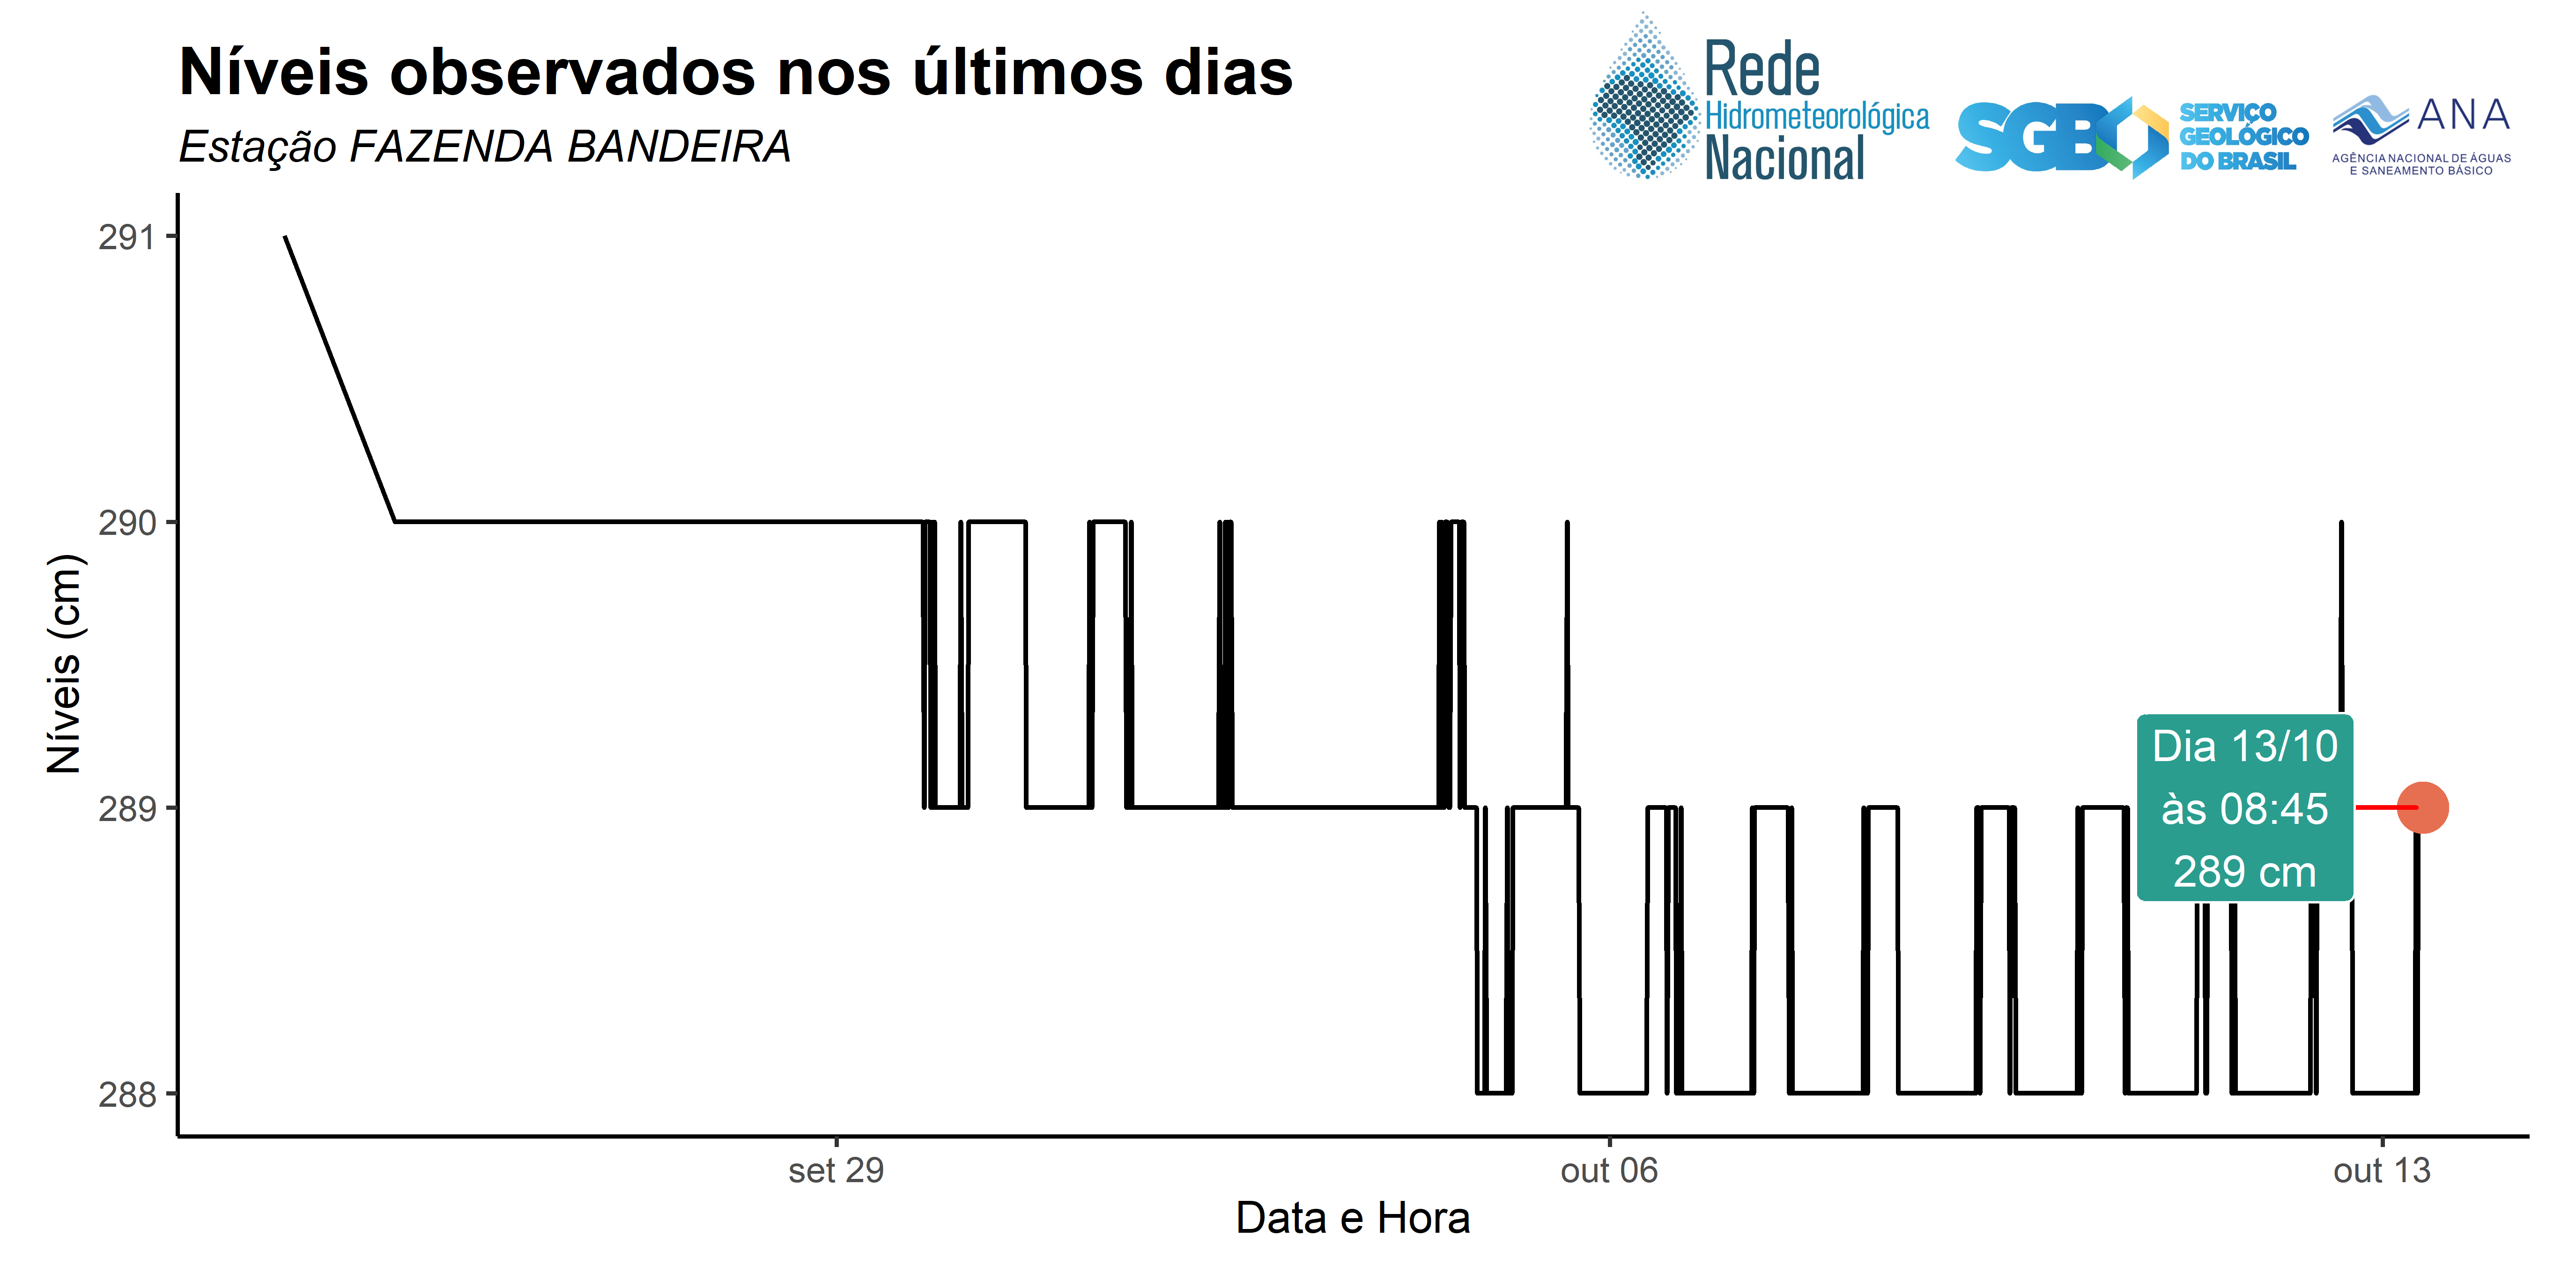 Níveis observados nos últimos dias
Estação FAZENDA BANDEIRA
Rede
Hidrometeorológica
Nacional
SGB
SERVIÇO
GEOLÓGICO
DO BRASIL
ANA
AGÊNCIA NACIONAL DE ÁGUAS
E SANEAMENTO BÁSICO
291
290
289
288
Níveis (cm)
Dia 13/10
às 08:45
289 cm
set 29
out 06
out 13
Data e Hora